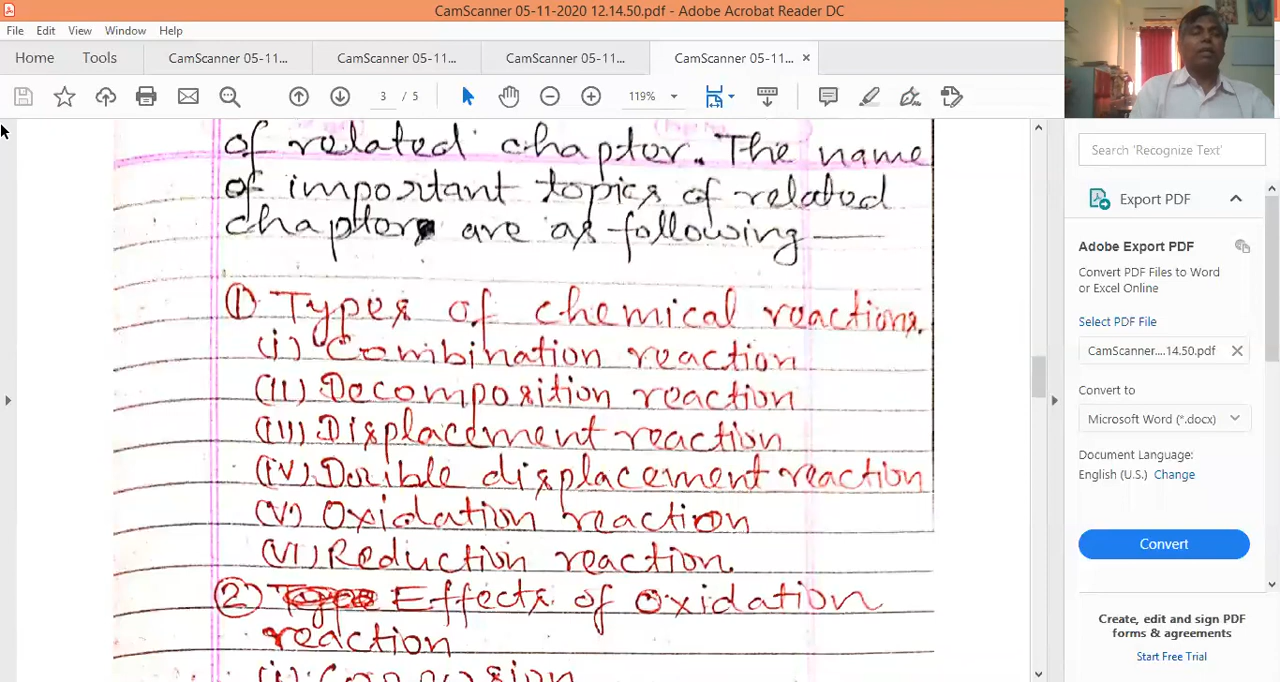 CamScanner 05-11-2020 12.14.50.pdf - Adobe Acrobat Reader DC
File Edit View Window Help
Home Tools CamScanner 05-11... CamScanner 05-11... CamScanner 05-11... CamScanner 05-11... ×
3 / 5 119%
of related chapter. The name
of important topics of related
chapters are as following —
① Types of chemical reactions.
(i) Combination reaction
(II) Decomposition reaction
(III) Displacement reaction
(IV) Double displacement reaction
(V) Oxidation reaction
(VI) Reduction reaction.
② Effects of Oxidation
reaction
(i) Corrosion
Search 'Recognize Text'
Export PDF
Adobe Export PDF
Convert PDF Files to Word
or Excel Online
Select PDF File
CamScanner....14.50.pdf
Convert to
Microsoft Word (*.docx)
Document Language:
English (U.S.) Change
Convert
Create, edit and sign PDF
forms & agreements
Start Free Trial